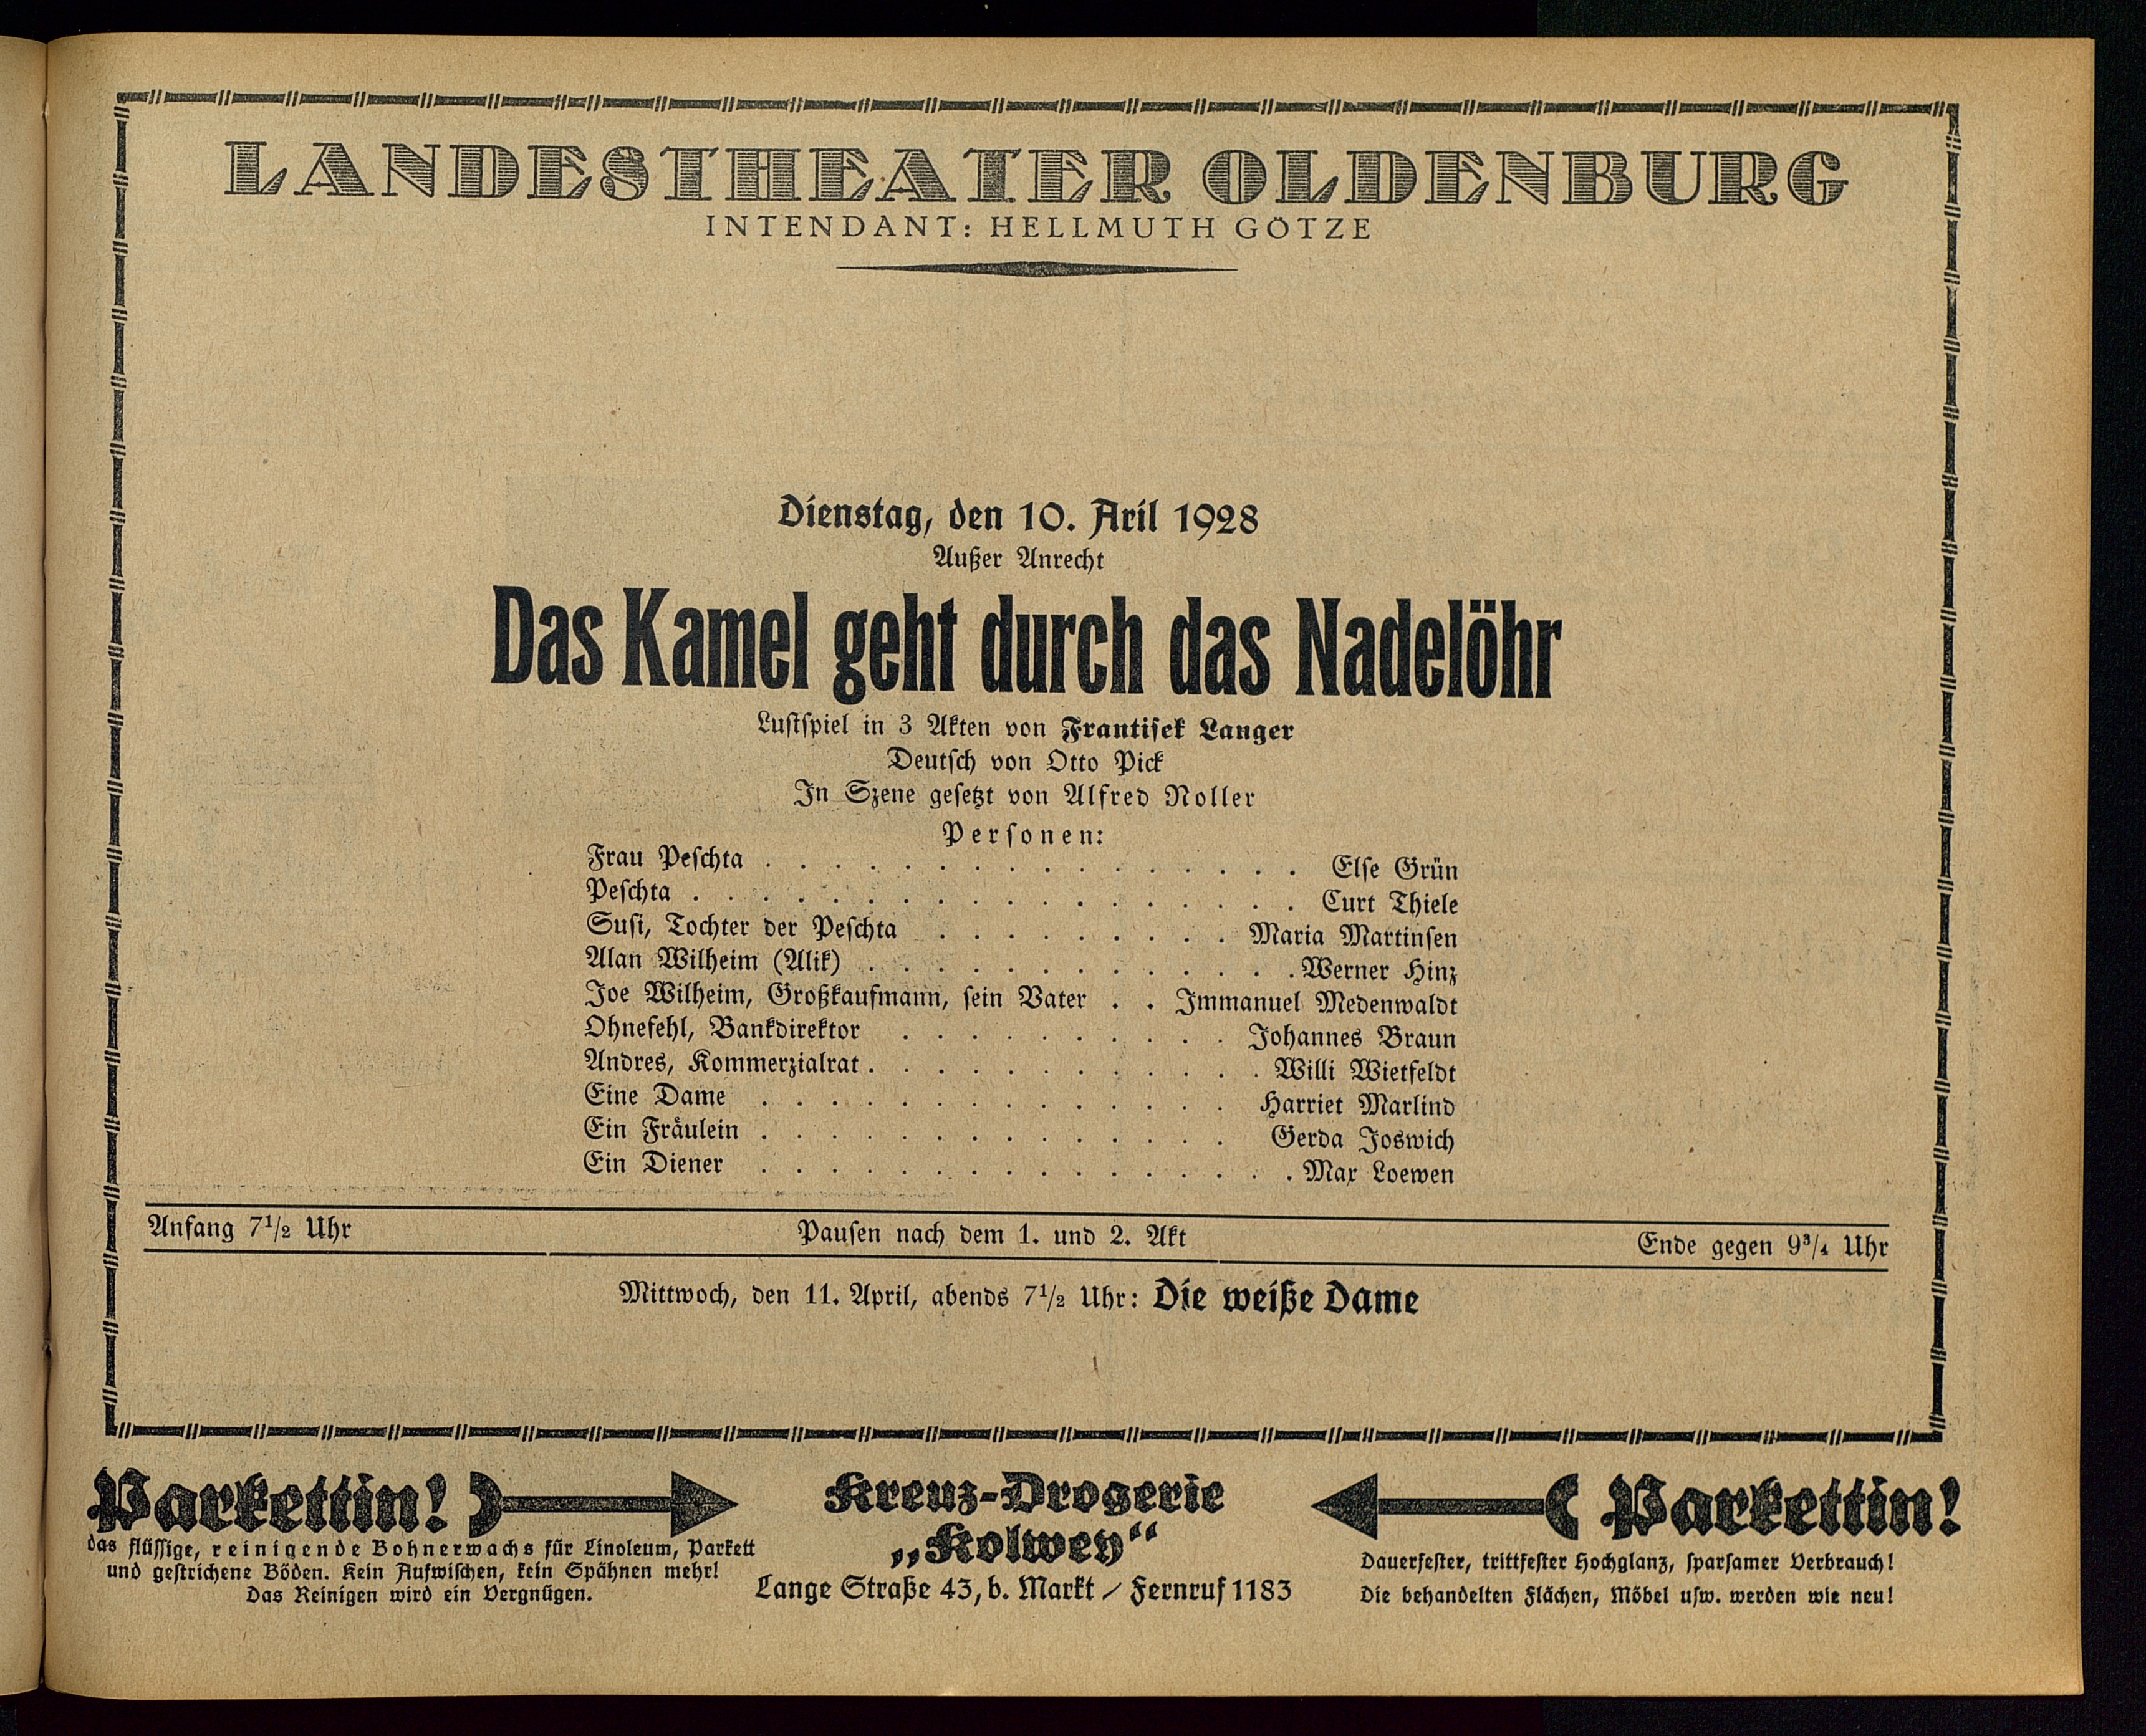 LANDESTHEATER OLDENBURG
INTENDANT: HELLMUTH GÖTZE
Dienstag, den 10. Aril 1928
Außer Anrecht
Das Kamel geht durch das Nadelöhr
Lustspiel in 3 Akten von Frantisek Langer
Deutsch von Otto Pick
In Szene gesetzt von Alfred Noller
Personen:
Frau Peschta . . . . . . . . . . . . . . . . Else Grün
Peschta . . . . . . . . . . . . . . . . . . Curt Thiele
Susi, Tochter der Peschta . . . . . . . . . Maria Martinsen
Alan Wilheim (Alik) . . . . . . . . . . . . . Werner Hinz
Joe Wilheim, Großkaufmann, sein Vater . . Immanuel Medenwaldt
Ohnefehl, Bankdirektor . . . . . . . . . . Johannes Braun
Andres, Kommerzialrat . . . . . . . . . . . . Willi Wietfeldt
Eine Dame . . . . . . . . . . . . . . Harriet Marlind
Ein Fräulein . . . . . . . . . . . . . . Gerda Joswich
Ein Diener . . . . . . . . . . . . . . . . Max Loewen
Anfang 7½ Uhr Pausen nach dem 1. und 2. Akt Ende gegen 9¾ Uhr
Mittwoch, den 11. April, abends 7½ Uhr: Die weiße Dame
Parkettin!
das flüssige, reinigende Bohnerwachs für Linoleum, Parkett
und gestrichene Böden. Kein Aufwischen, kein Spähnen mehr!
Das Reinigen wird ein Vergnügen.
Kreuz-Drogerie
„Kolwey“
Lange Straße 43, b. Markt / Fernruf 1183
Parkettin!
Dauerfester, trittfester Hochglanz, sparsamer Verbrauch!
Die behandelten Flächen, Möbel usw. werden wie neu!